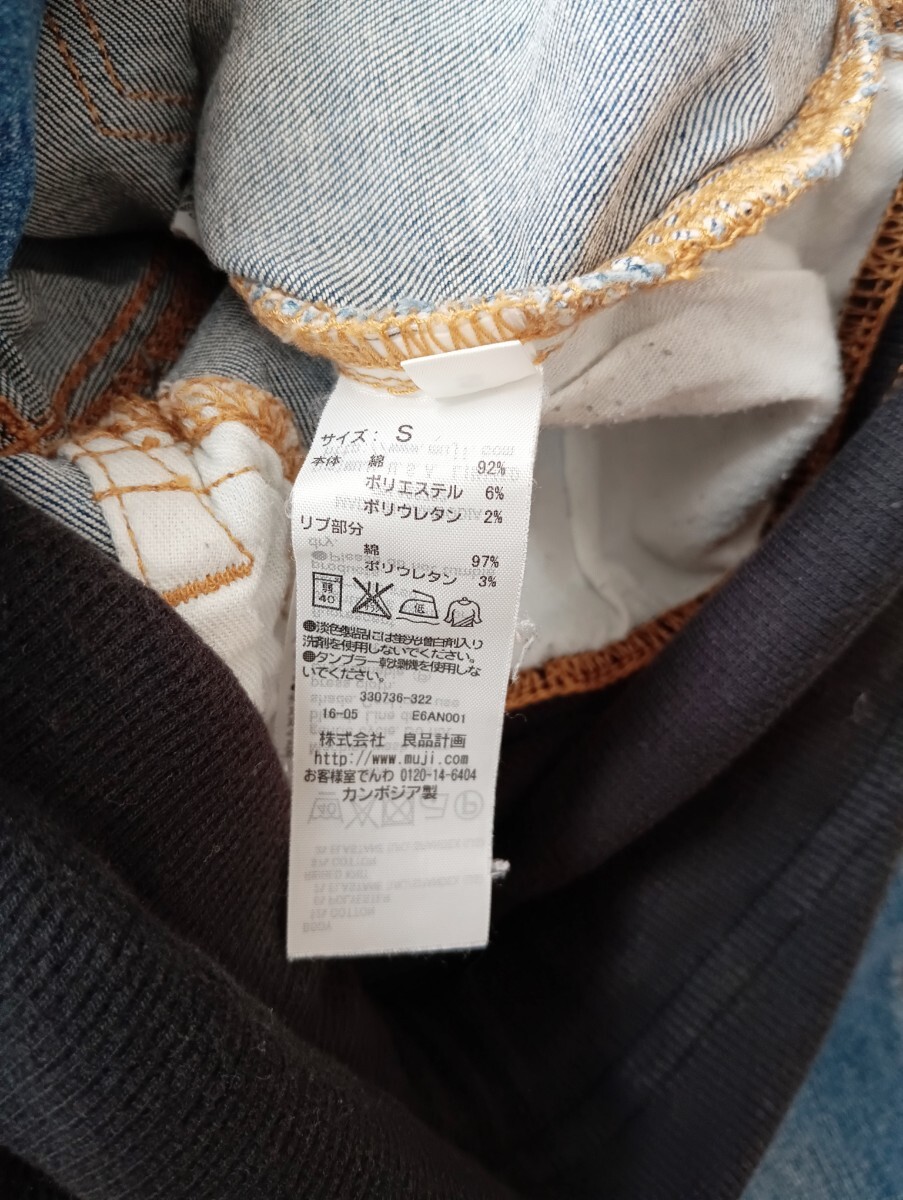 サイズ: S
本体 綿 92%
ポリエステル 6%
ポリウレタン 2%
リブ部分
綿 97%
ポリウレタン 3%
弱 40 低
●淡色製品には蛍光増白剤入り
洗剤を使用しないでください。
●タンブラー乾燥機を使用しな
いでください。
330736-322
16-05 E6AN001
株式会社 良品計画
http://www.muji.com
お客様室でんわ 0120-14-6404
カンボジア製